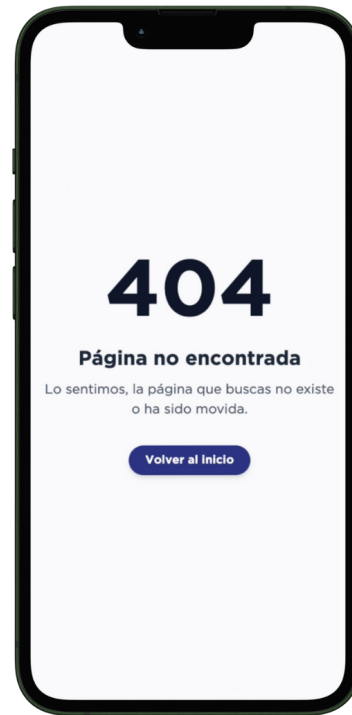 404
Página no encontrada
Lo sentimos, la página que buscas no existe
o ha sido movida.
Volver al inicio